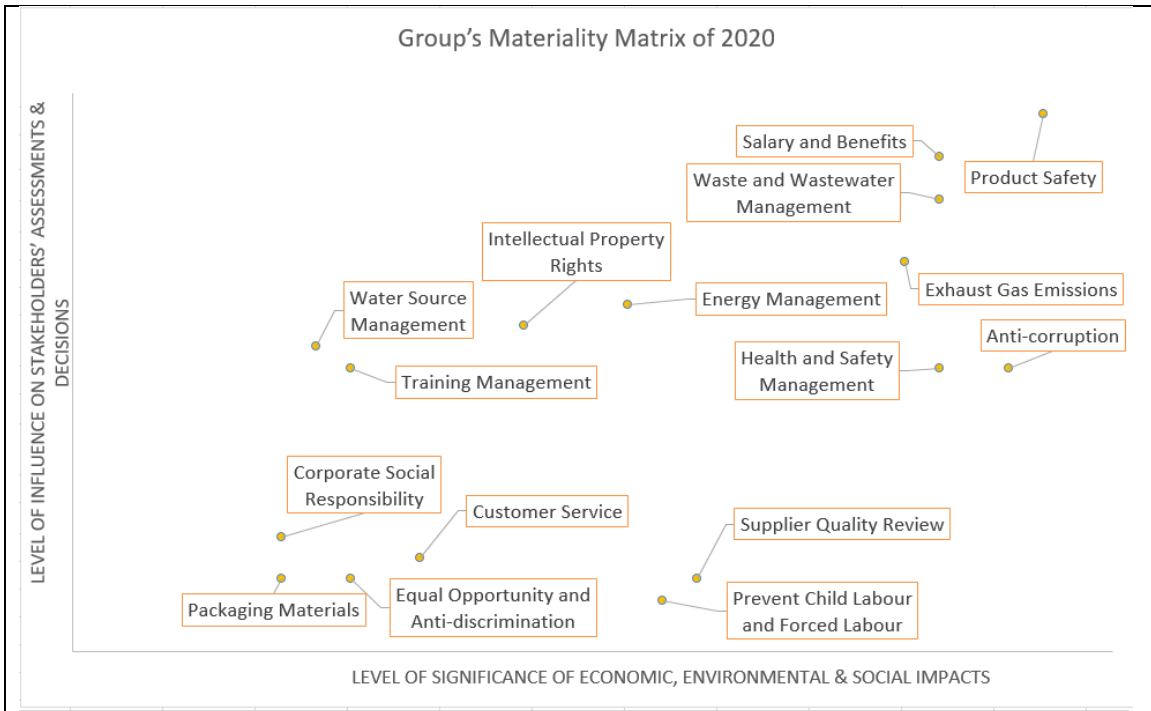 Group's Materiality Matrix of 2020
LEVEL OF INFLUENCE ON STAKEHOLDERS' ASSESSMENTS &
DECISIONS
Salary and Benefits
Product Safety
Waste and Wastewater
Management
Intellectual Property
Rights
Water Source
Management
Energy Management
Exhaust Gas Emissions
Anti-corruption
Training Management
Health and Safety
Management
Corporate Social
Responsibility
Customer Service
Supplier Quality Review
Packaging Materials
Equal Opportunity and
Anti-discrimination
Prevent Child Labour
and Forced Labour
LEVEL OF SIGNIFICANCE OF ECONOMIC, ENVIRONMENTAL & SOCIAL IMPACTS